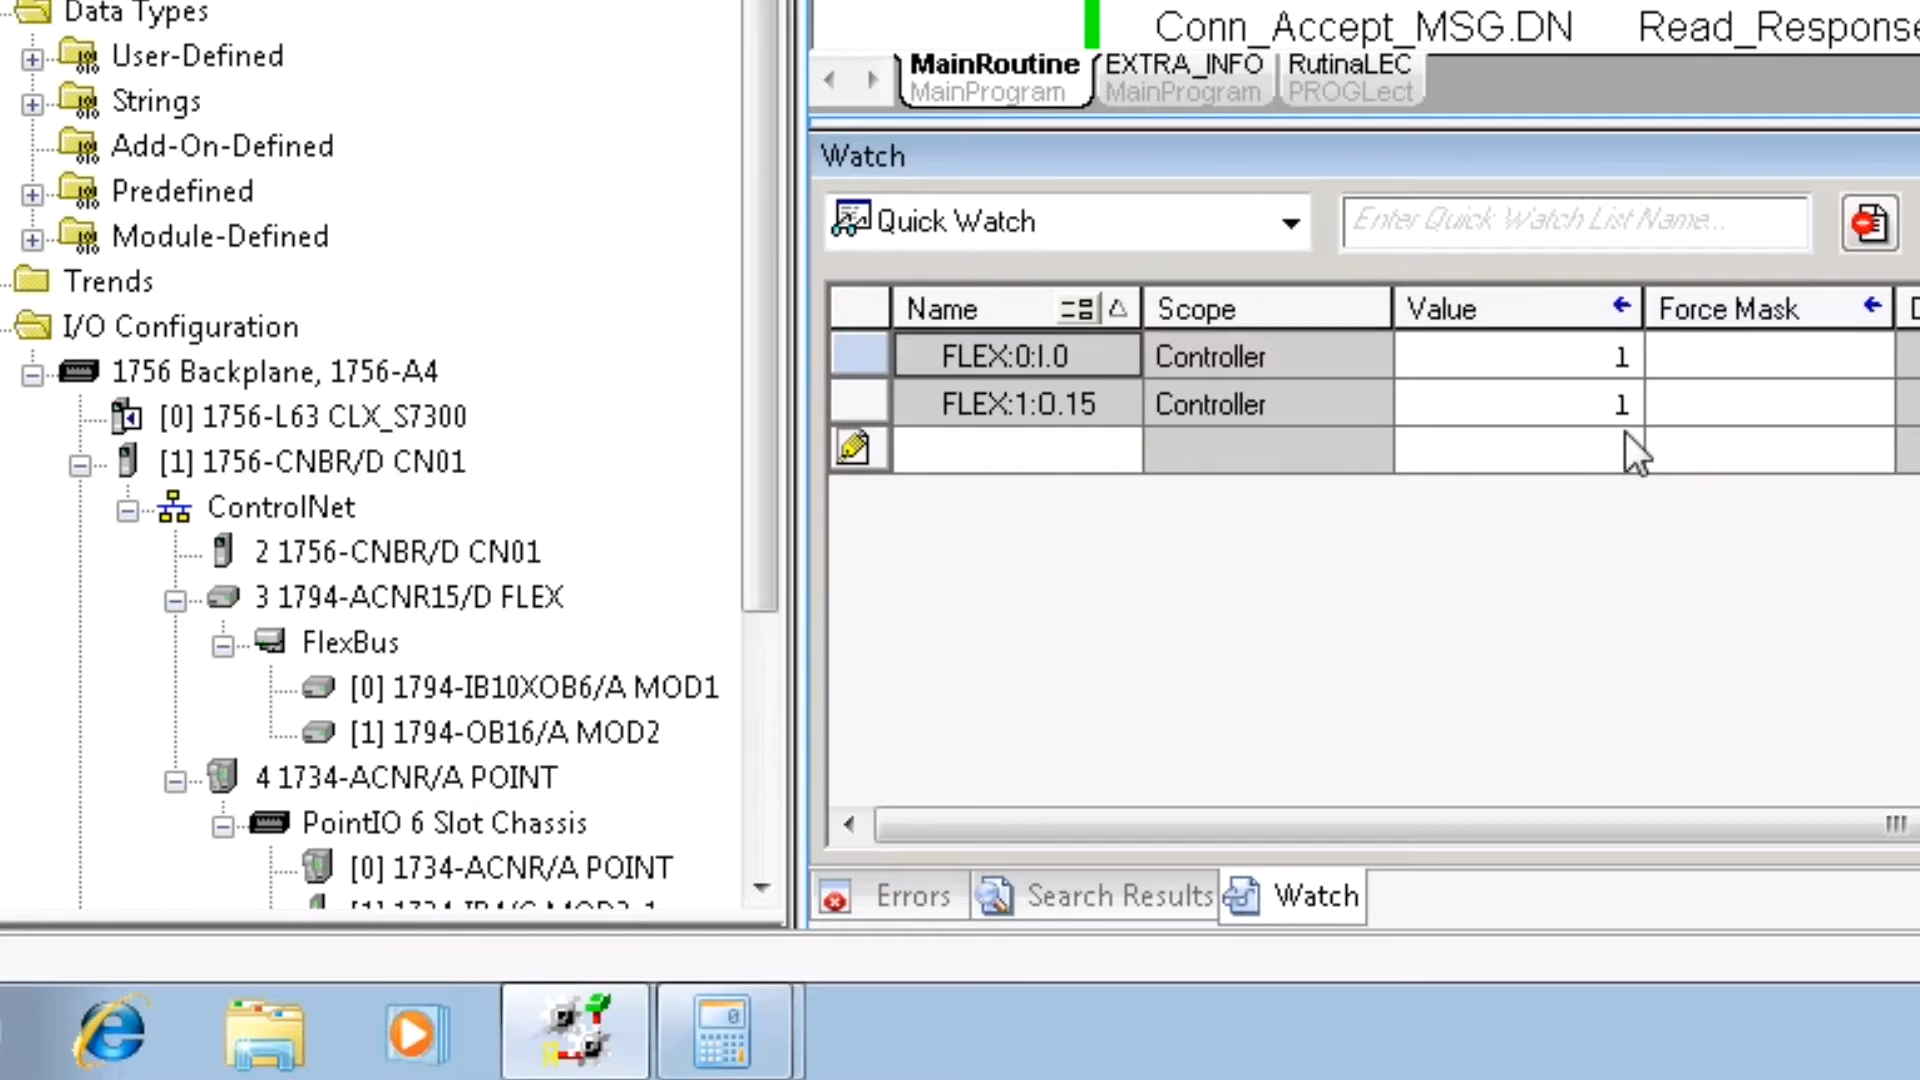 Data Types
User-Defined
Strings
Add-On-Defined
Predefined
Module-Defined
Trends
I/O Configuration
1756 Backplane, 1756-A4
[0] 1756-L63 CLX_S7300
[1] 1756-CNBR/D CN01
ControlNet
2 1756-CNBR/D CN01
3 1794-ACNR15/D FLEX
FlexBus
[0] 1794-IB10XOB6/A MOD1
[1] 1794-OB16/A MOD2
4 1734-ACNR/A POINT
PointIO 6 Slot Chassis
[0] 1734-ACNR/A POINT
Conn_Accept_MSG.DN Read_Response
MainRoutine EXTRA_INFO RutinaLEC
MainProgram MainProgram PROGLect
Watch
Quick Watch Enter Quick Watch List Name...
Name Scope Value Force Mask
FLEX:0:I.0 Controller 1
FLEX:1:O.15 Controller 1
Errors Search Results Watch